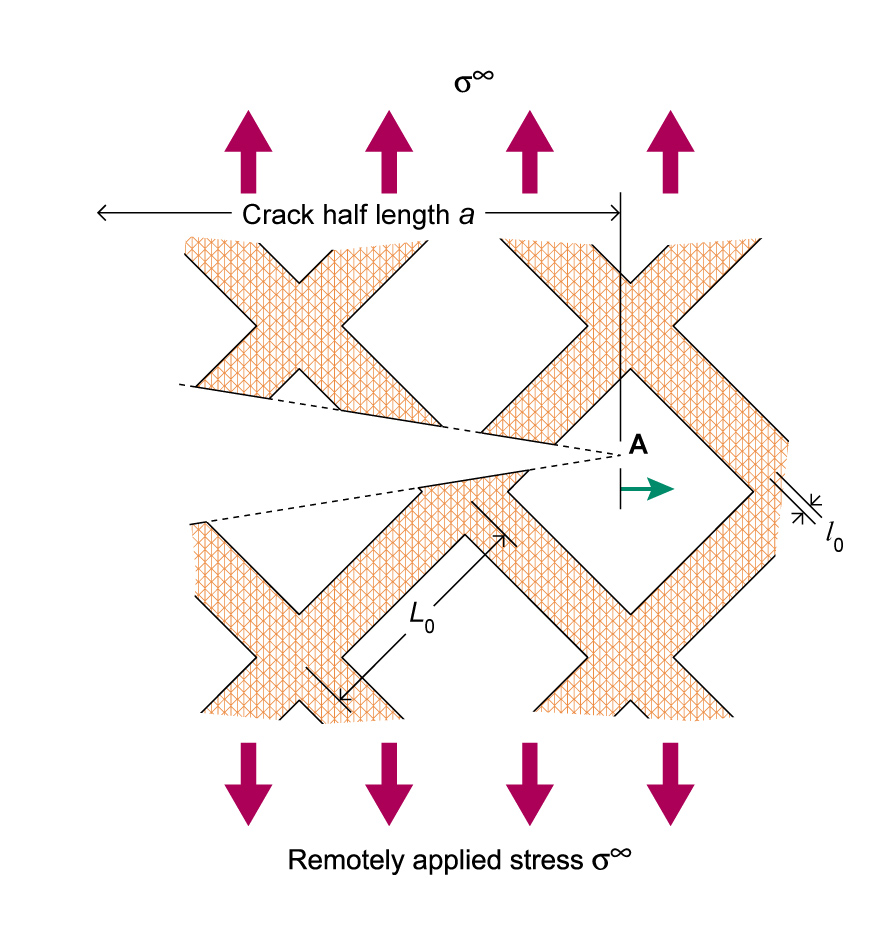 σ∞
Crack half length a
A
l0
L0
Remotely applied stress σ∞